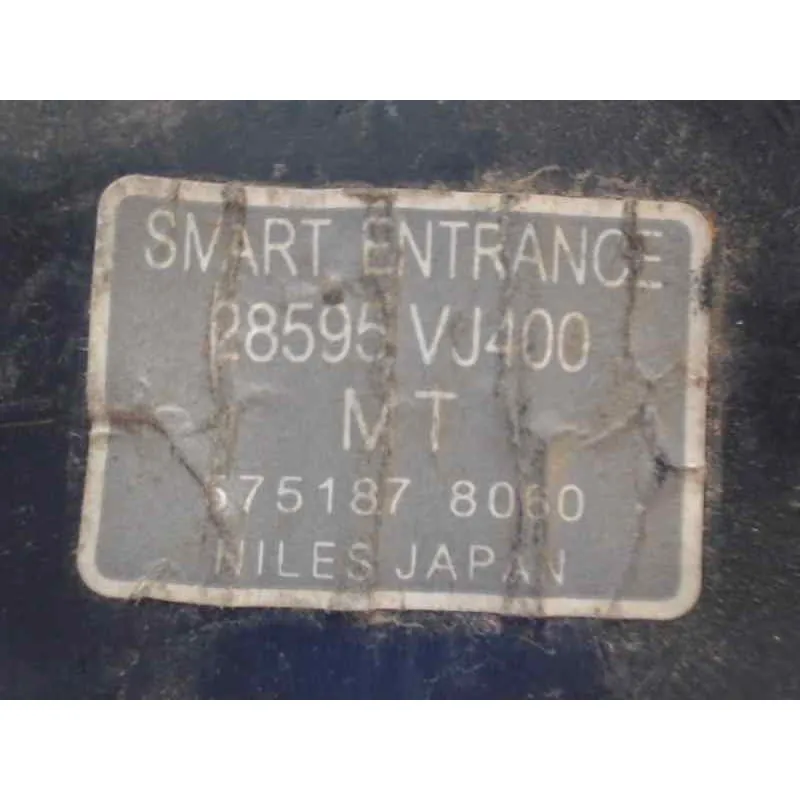 SMART ENTRANCE
28595 VJ400
MT
575187 8060
NILES JAPAN